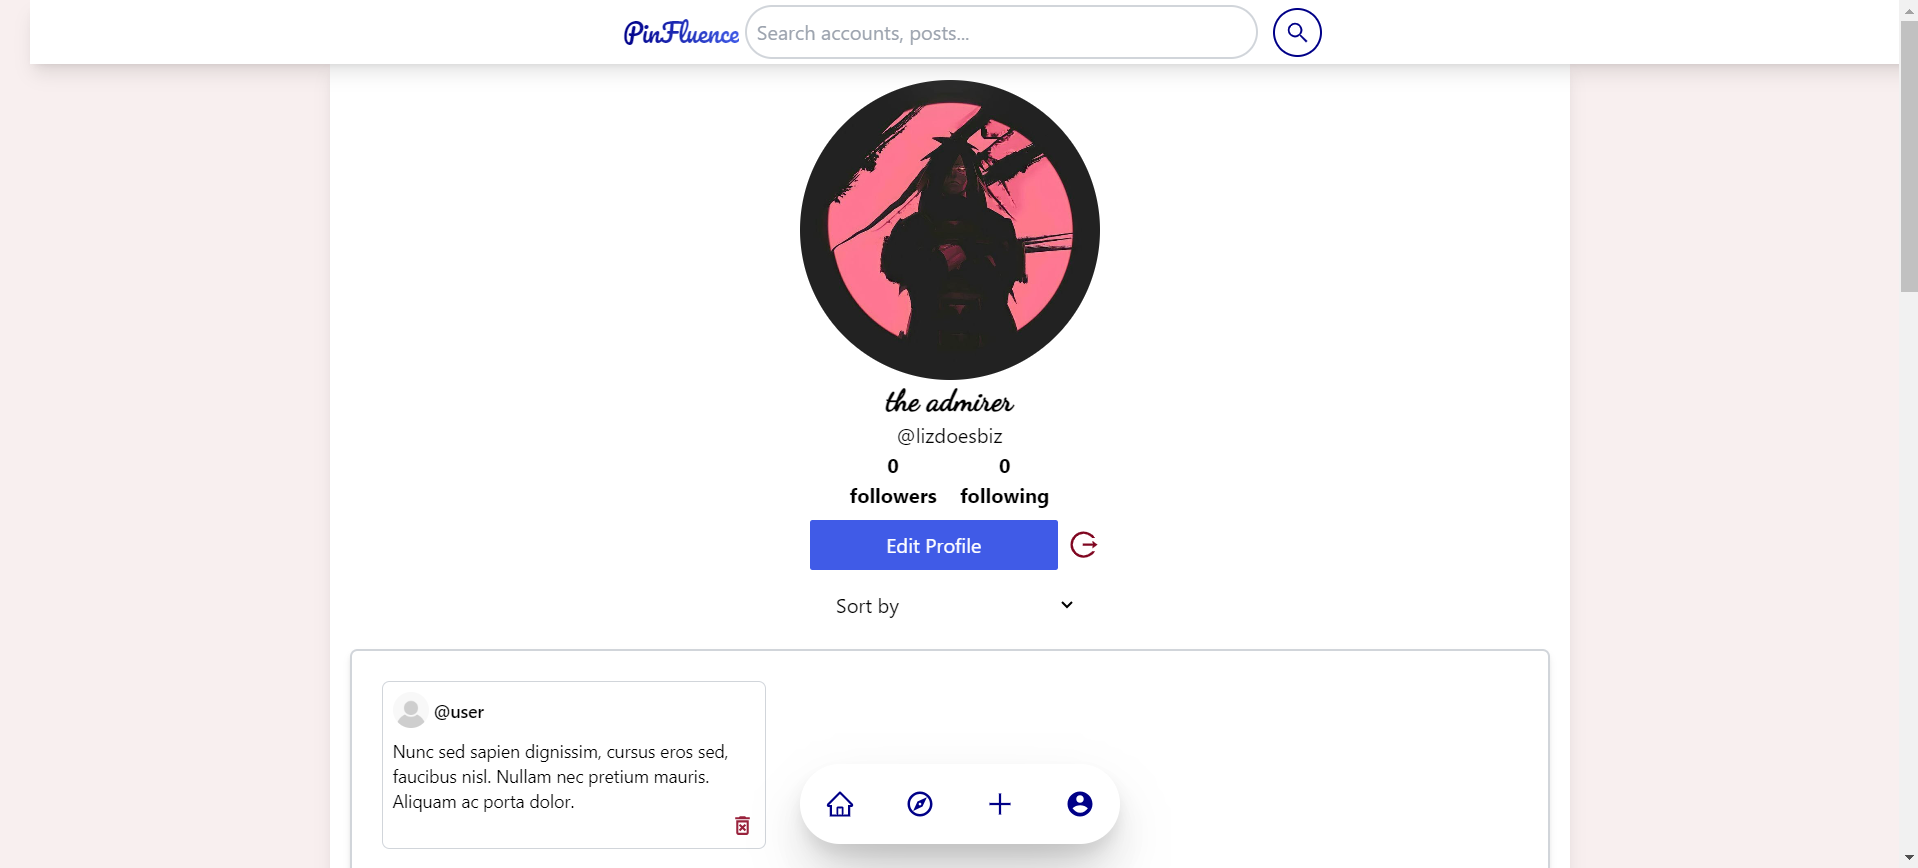 PinFluence
Search accounts, posts...
the admirer
@lizdoesbiz
0 0
followers following
Edit Profile
Sort by
@user
Nunc sed sapien dignissim, cursus eros sed,
faucibus nisl. Nullam nec pretium mauris.
Aliquam ac porta dolor.